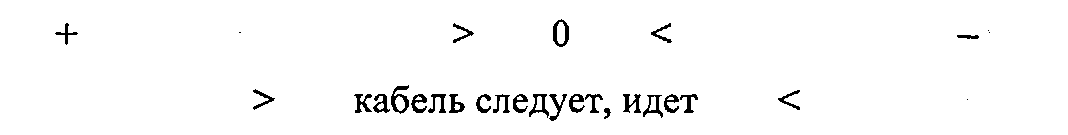 + > 0 < −
> кабель следует, идет <